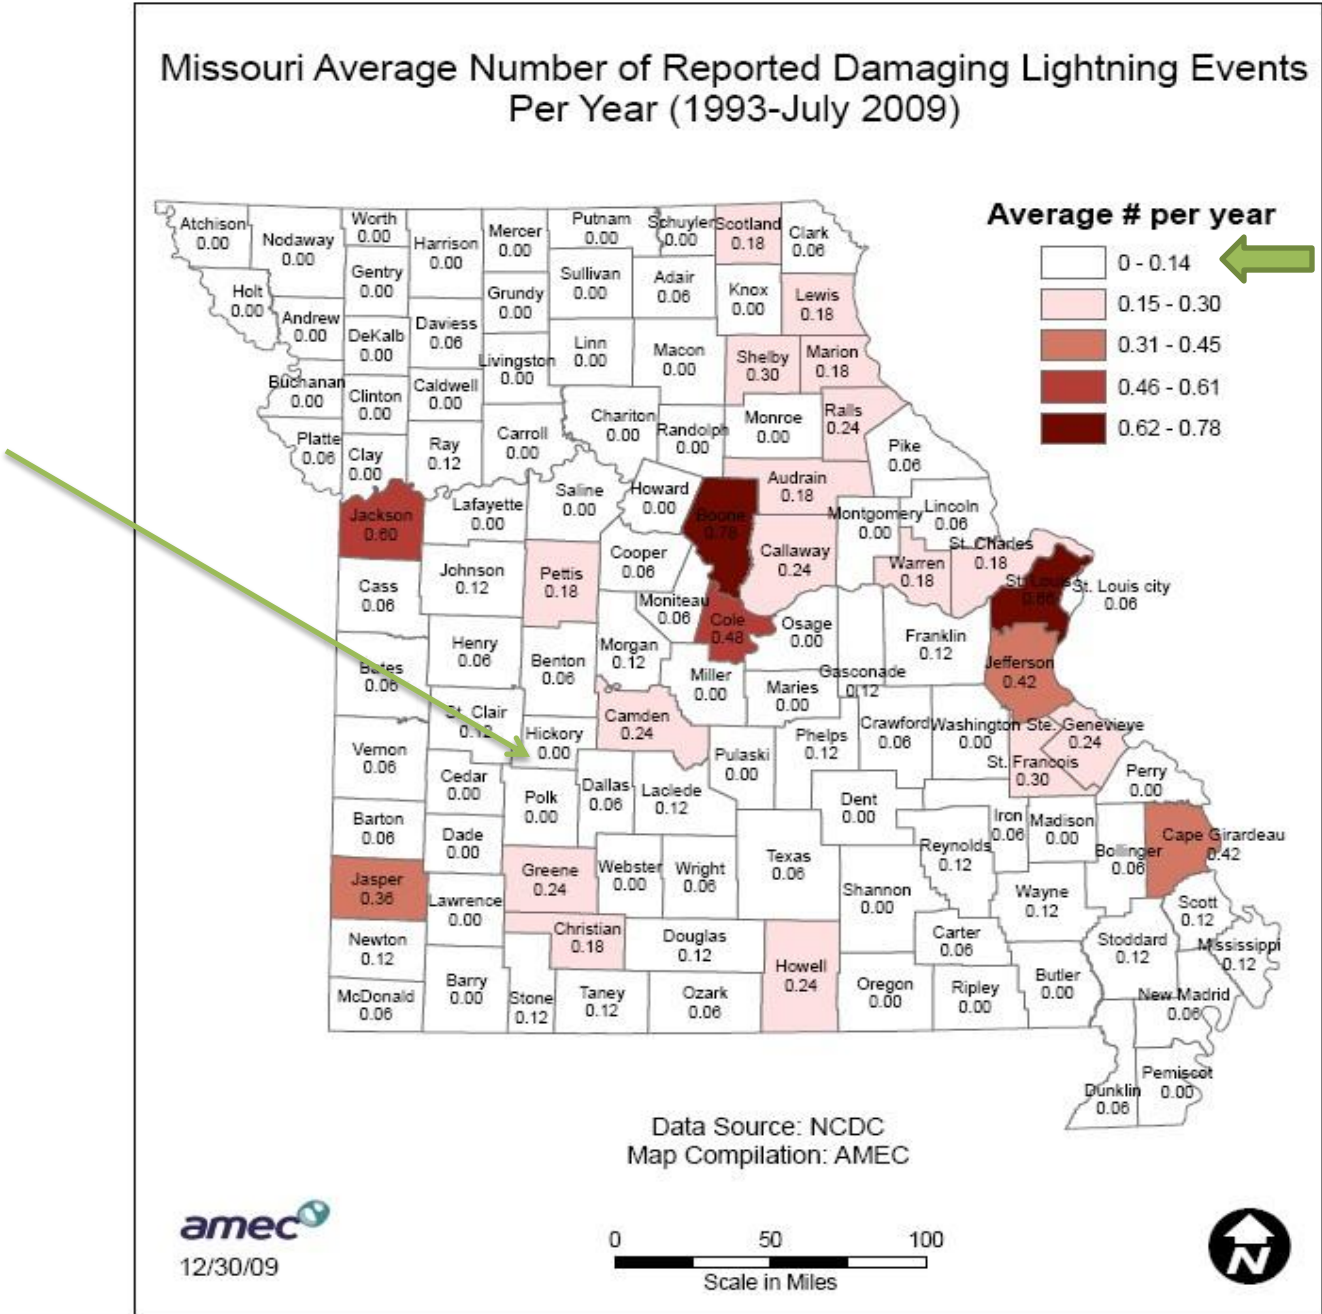 Missouri Average Number of Reported Damaging Lightning Events
Per Year (1993-July 2009)
Average # per year
0 - 0.14
0.15 - 0.30
0.31 - 0.45
0.46 - 0.61
0.62 - 0.78
Atchison
0.00
Nodaway
0.00
Worth
0.00
Harrison
0.00
Mercer
0.00
Putnam
0.00
Schuyler
0.00
Scotland
0.18
Clark
0.06
Holt
0.00
Andrew
0.00
Gentry
0.00
DeKalb
0.00
Daviess
0.06
Grundy
0.00
Sullivan
0.00
Adair
0.06
Knox
0.00
Lewis
0.18
Buchanan
0.00
Clinton
0.00
Caldwell
0.00
Livingston
0.00
Linn
0.00
Macon
0.00
Shelby
0.30
Marion
0.18
Platte
0.06
Clay
0.00
Ray
0.12
Carroll
0.00
Chariton
0.00
Randolph
0.00
Monroe
0.00
Ralls
0.24
Pike
0.06
Jackson
0.60
Lafayette
0.00
Saline
0.00
Howard
0.00
Boone
0.78
Audrain
0.18
Callaway
0.24
Montgomery
0.00
Lincoln
0.06
Warren
0.18
St. Charles
0.18
St. Louis
St. Louis city
0.06
Cass
0.06
Johnson
0.12
Pettis
0.18
Cooper
0.06
Moniteau
0.06
Cole
0.48
Osage
0.00
Gasconade
0.12
Franklin
0.12
Jefferson
0.42
Bates
0.06
Henry
0.06
Benton
0.06
Morgan
0.12
Miller
0.00
Maries
0.00
St. Clair
0.12
Hickory
0.00
Camden
0.24
Pulaski
0.00
Phelps
0.12
Crawford
0.06
Washington
0.00
Ste. Genevieve
0.24
St. Francois
0.30
Perry
0.00
Vernon
0.06
Cedar
0.00
Polk
0.00
Dallas
0.06
Laclede
0.12
Dent
0.00
Iron
0.06
Madison
0.00
Bollinger
0.06
Cape Girardeau
0.42
Barton
0.06
Dade
0.00
Greene
0.24
Webster
0.00
Wright
0.06
Texas
0.06
Shannon
0.00
Reynolds
0.12
Wayne
0.12
Scott
0.12
Jasper
0.36
Lawrence
0.00
Christian
0.18
Douglas
0.12
Howell
0.24
Carter
0.06
Stoddard
0.12
Mississippi
0.12
Newton
0.12
McDonald
0.06
Barry
0.00
Stone
0.12
Taney
0.12
Ozark
0.06
Oregon
0.00
Ripley
0.00
Butler
0.00
New Madrid
0.06
Dunklin
0.06
Pemiscot
0.00
Data Source: NCDC
Map Compilation: AMEC
amec
12/30/09
0 50 100
Scale in Miles
N